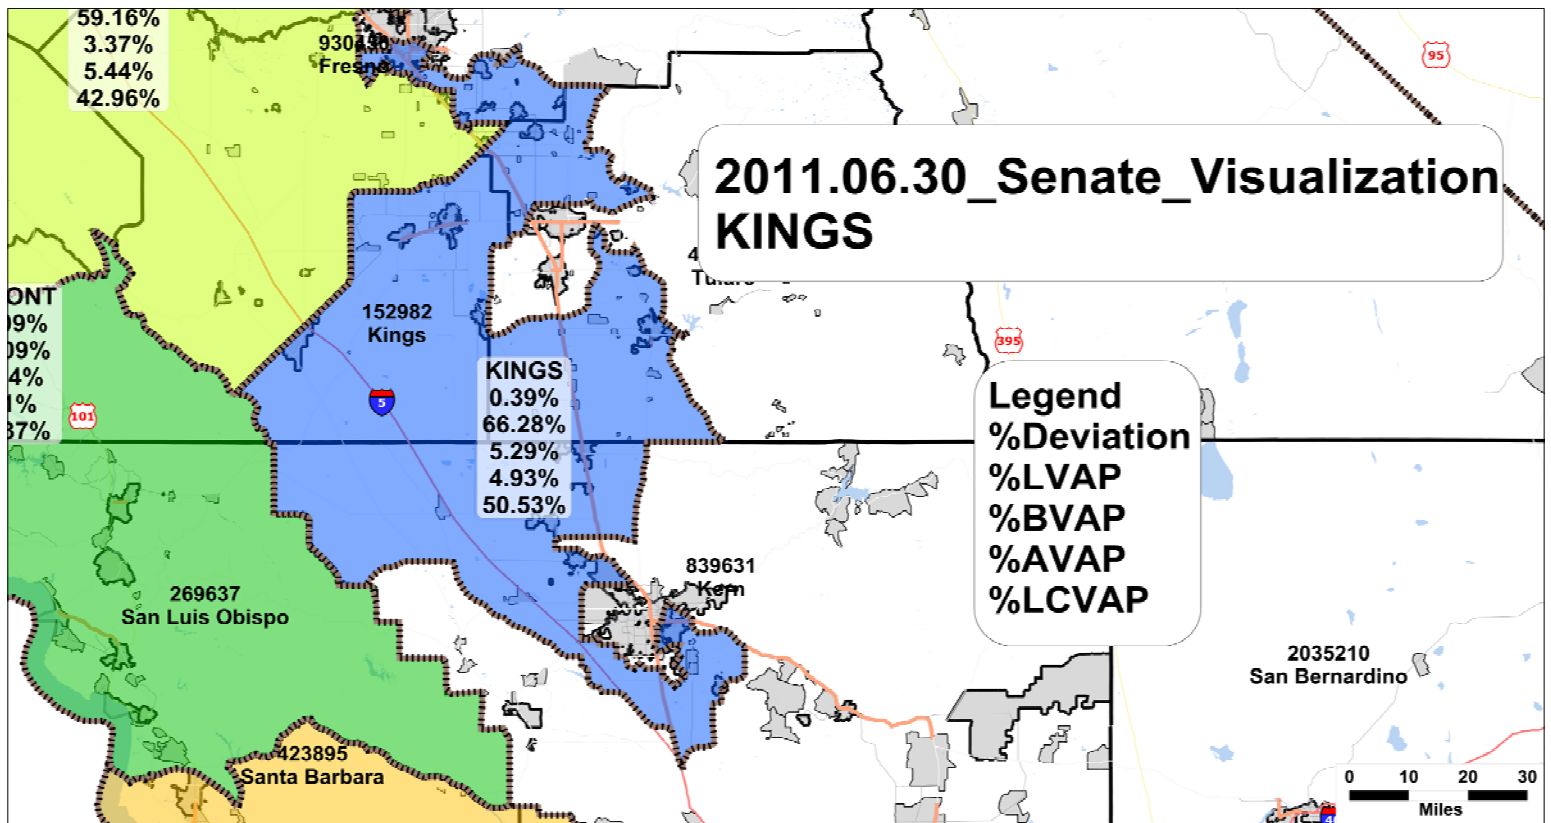 59.16%
3.37%
5.44%
42.96%
Fresno
95
2011.06.30_Senate_Visualization
KINGS
152982
Kings
395
101
5
KINGS
0.39%
66.28%
5.29%
4.93%
50.53%
Legend
%Deviation
%LVAP
%BVAP
%AVAP
%LCVAP
839631
Kern
269637
San Luis Obispo
2035210
San Bernardino
423895
Santa Barbara
0 10 20 30
Miles